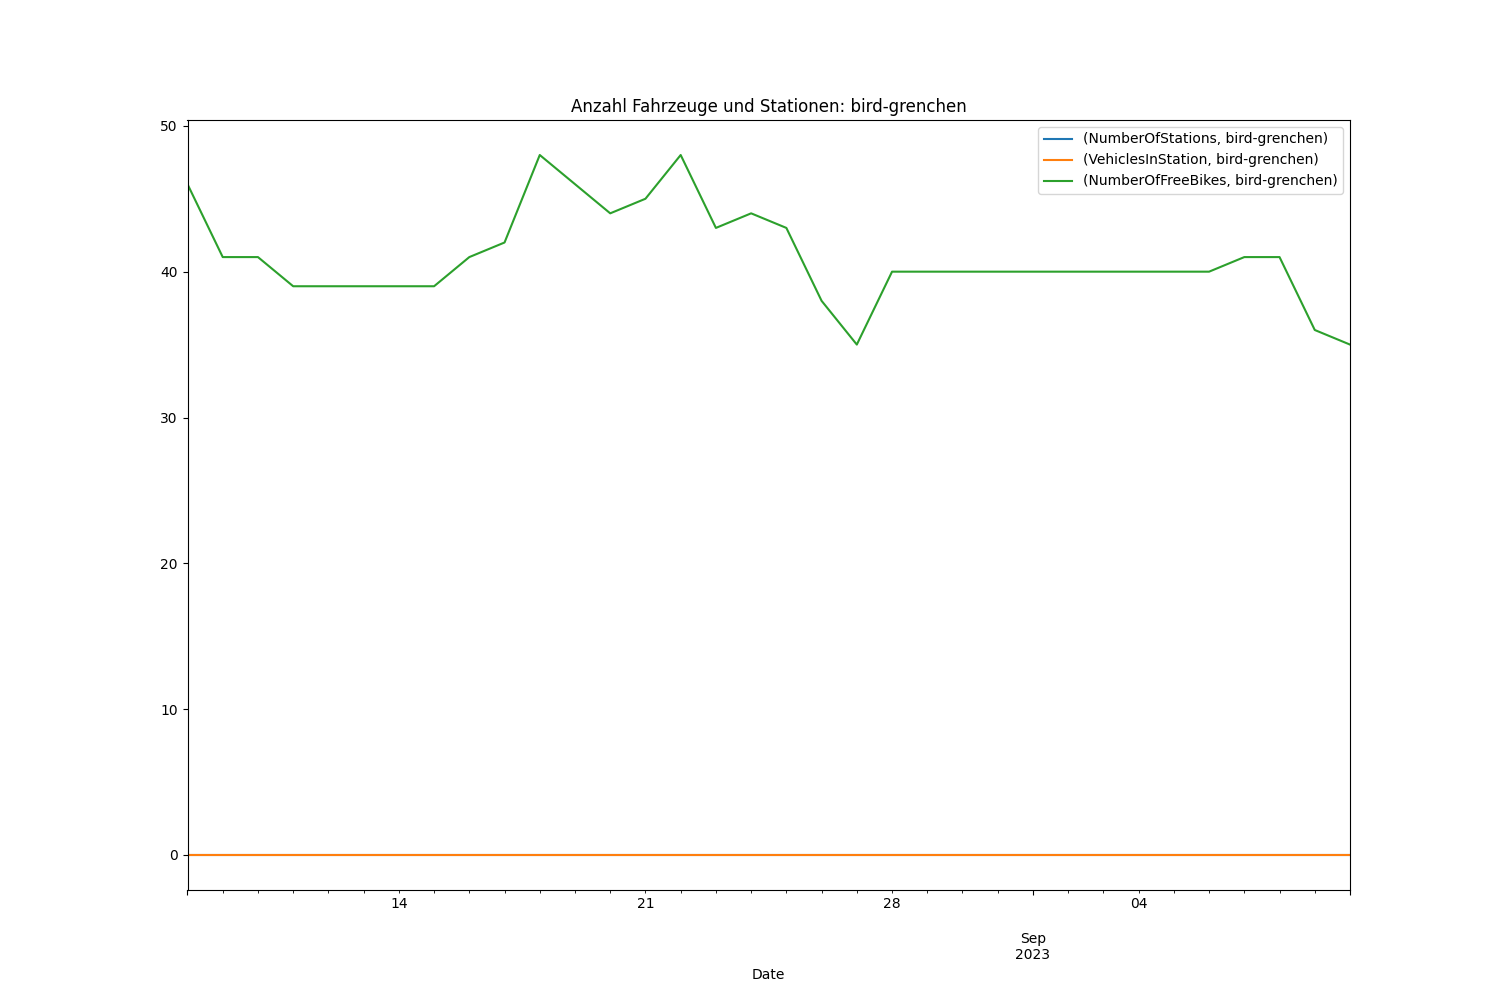 Anzahl Fahrzeuge und Stationen: bird-grenchen
(NumberOfStations, bird-grenchen)
(VehiclesInStation, bird-grenchen)
(NumberOfFreeBikes, bird-grenchen)
50
40
30
20
10
0
14 21 28 04
Sep
2023
Date